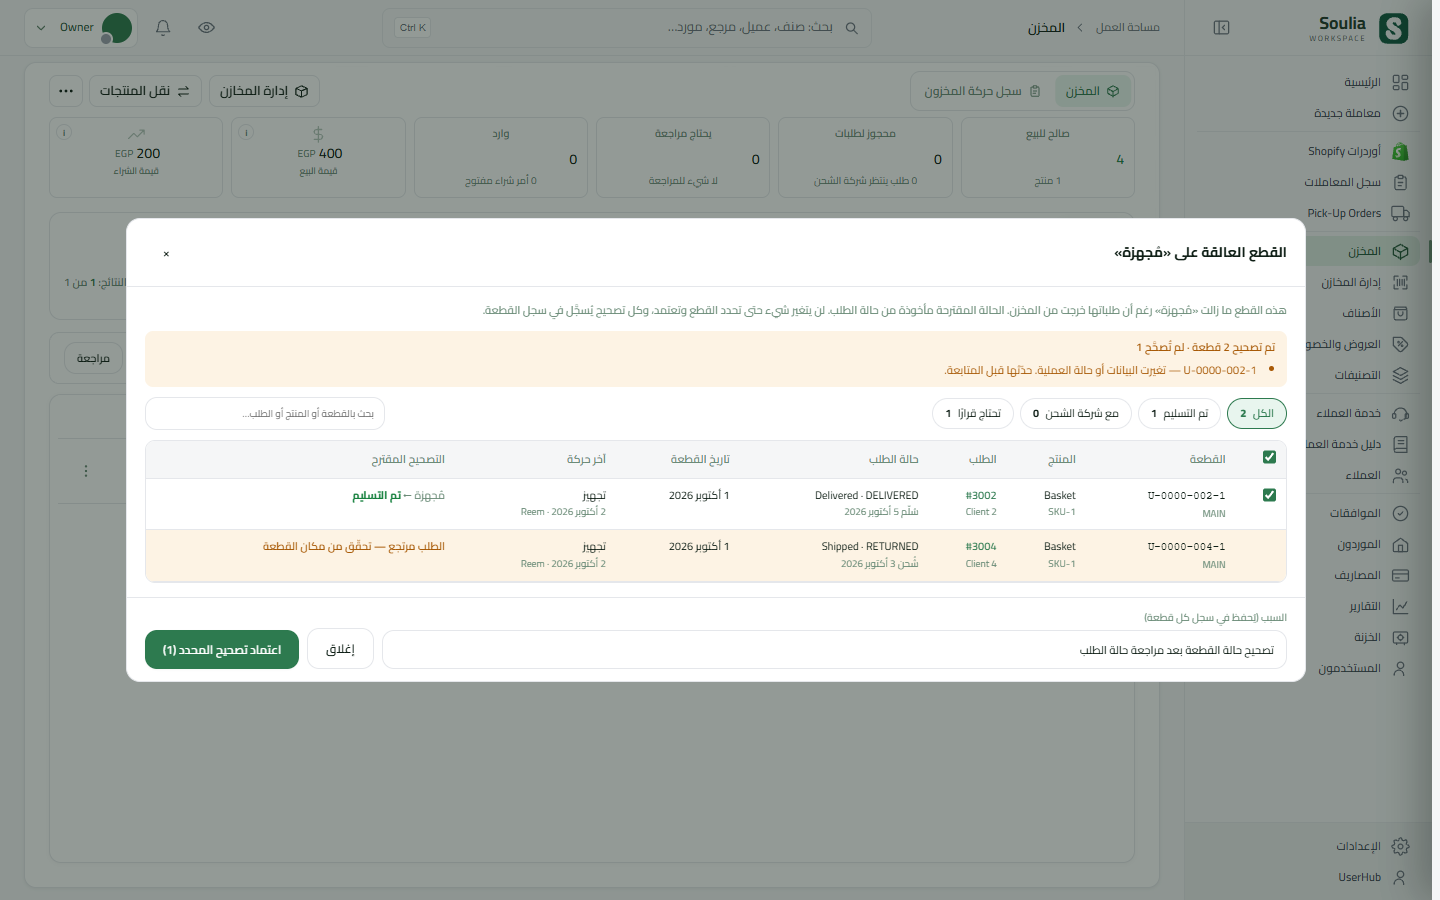 Soulia
WORKSPACE
مساحة العمل
المخزن
بحث: صنف، عميل، مرجع، مورد...
Ctrl K
Owner
الرئيسية
معاملة جديدة
أوردرات Shopify
سجل المعاملات
Pick-Up Orders
المخزن
إدارة المخازن
الأصناف
العروض والخصو
التصنيفات
خدمة العملاء
دليل خدمة العملا
العملاء
الموافقات
الموردون
المصاريف
التقارير
الخزنة
المستخدمون
الإعدادات
UserHub
المخزن
سجل حركة المخزون
إدارة المخازن
نقل المنتجات
صالح للبيع
4
1 منتج
محجوز لطلبات
0
0 طلب ينتظر شركة الشحن
يحتاج مراجعة
0
لا شيء للمراجعة
وارد
0
0 أمر شراء مفتوح
400 EGP
قيمة البيع
200 EGP
قيمة الشراء
النتائج: 1 من 1
مراجعة
القطع العالقة على «مُجهزة»
×
هذه القطع ما زالت «مُجهزة» رغم أن طلباتها خرجت من المخزن. الحالة المقترحة مأخوذة من حالة الطلب. لن يتغير شيء حتى تحدد القطع وتعتمد، وكل تصحيح يُسجَّل في سجل القطعة.
تم تصحيح 2 قطعة · لم تُصحَّح 1
U-0000-002-1 — تغيرت البيانات أو حالة العملية. حدّثها قبل المتابعة.
الكل 2
تم التسليم 1
مع شركة الشحن 0
تحتاج قرارًا 1
بحث بالقطعة أو المنتج أو الطلب...
القطعة
المنتج
الطلب
حالة الطلب
تاريخ القطعة
آخر حركة
التصحيح المقترح
U-0000-002-1
MAIN
Basket
SKU-1
#3002
Client 2
Delivered · DELIVERED
سُلّم 5 أكتوبر 2026
1 أكتوبر 2026
تجهيز
2 أكتوبر 2026 · Reem
مُجهزة ← تم التسليم
U-0000-004-1
MAIN
Basket
SKU-1
#3004
Client 4
Shipped · RETURNED
شُحن 3 أكتوبر 2026
1 أكتوبر 2026
تجهيز
2 أكتوبر 2026 · Reem
الطلب مرتجع — تحقّق من مكان القطعة
السبب (يُحفظ في سجل كل قطعة)
تصحيح حالة القطعة بعد مراجعة حالة الطلب
إغلاق
اعتماد تصحيح المحدد (1)